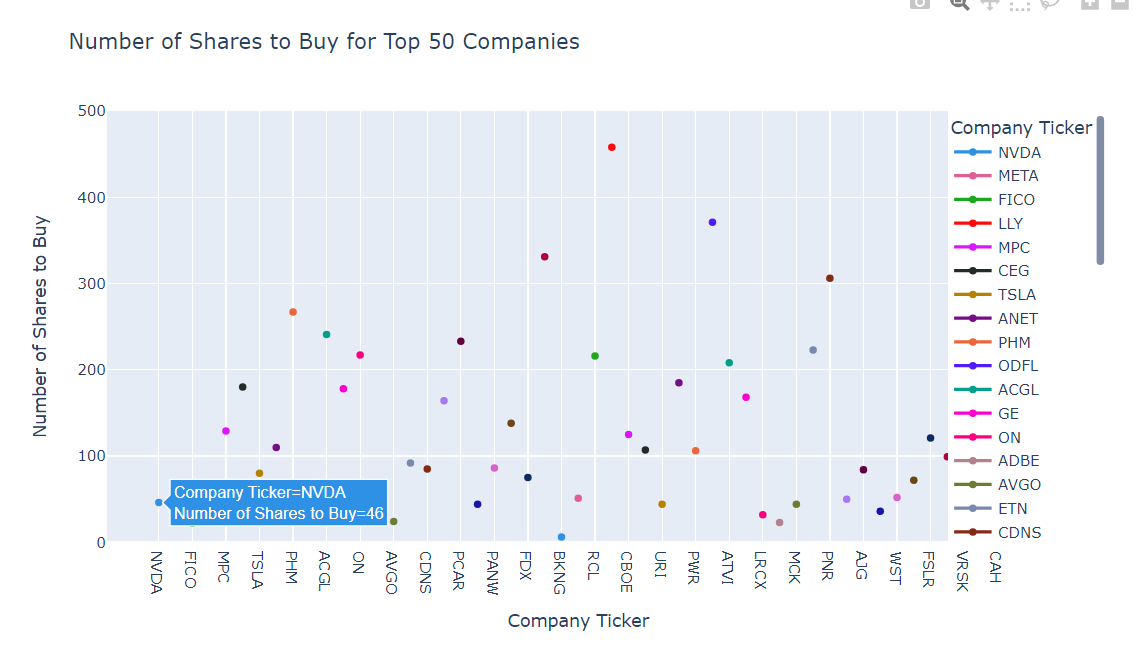 Number of Shares to Buy for Top 50 Companies
500
400
300
200
100
0
Number of Shares to Buy
Company Ticker=NVDA
Number of Shares to Buy=46
NVDA
FICO
MPC
TSLA
PHM
ACGL
ON
AVGO
CDNS
PCAR
PANW
FDX
BKNG
RCL
CBOE
URI
PWR
ATVI
LRCX
MCK
PNR
AJG
WST
FSLR
VRSK
CAH
Company Ticker
Company Ticker
NVDA
META
FICO
LLY
MPC
CEG
TSLA
ANET
PHM
ODFL
ACGL
GE
ON
ADBE
AVGO
ETN
CDNS